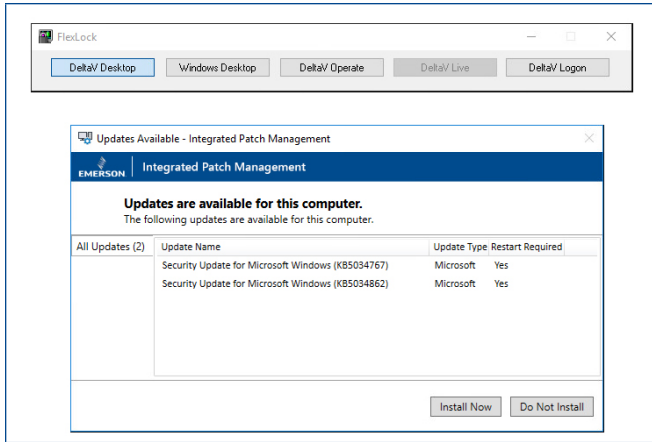 FlexLock
DeltaV Desktop Windows Desktop DeltaV Operate DeltaV Live DeltaV Logon
Updates Available - Integrated Patch Management
EMERSON Integrated Patch Management
Updates are available for this computer.
The following updates are available for this computer.
All Updates (2) Update Name Update Type Restart Required
Security Update for Microsoft Windows (KB5034767) Microsoft Yes
Security Update for Microsoft Windows (KB5034862) Microsoft Yes
Install Now Do Not Install